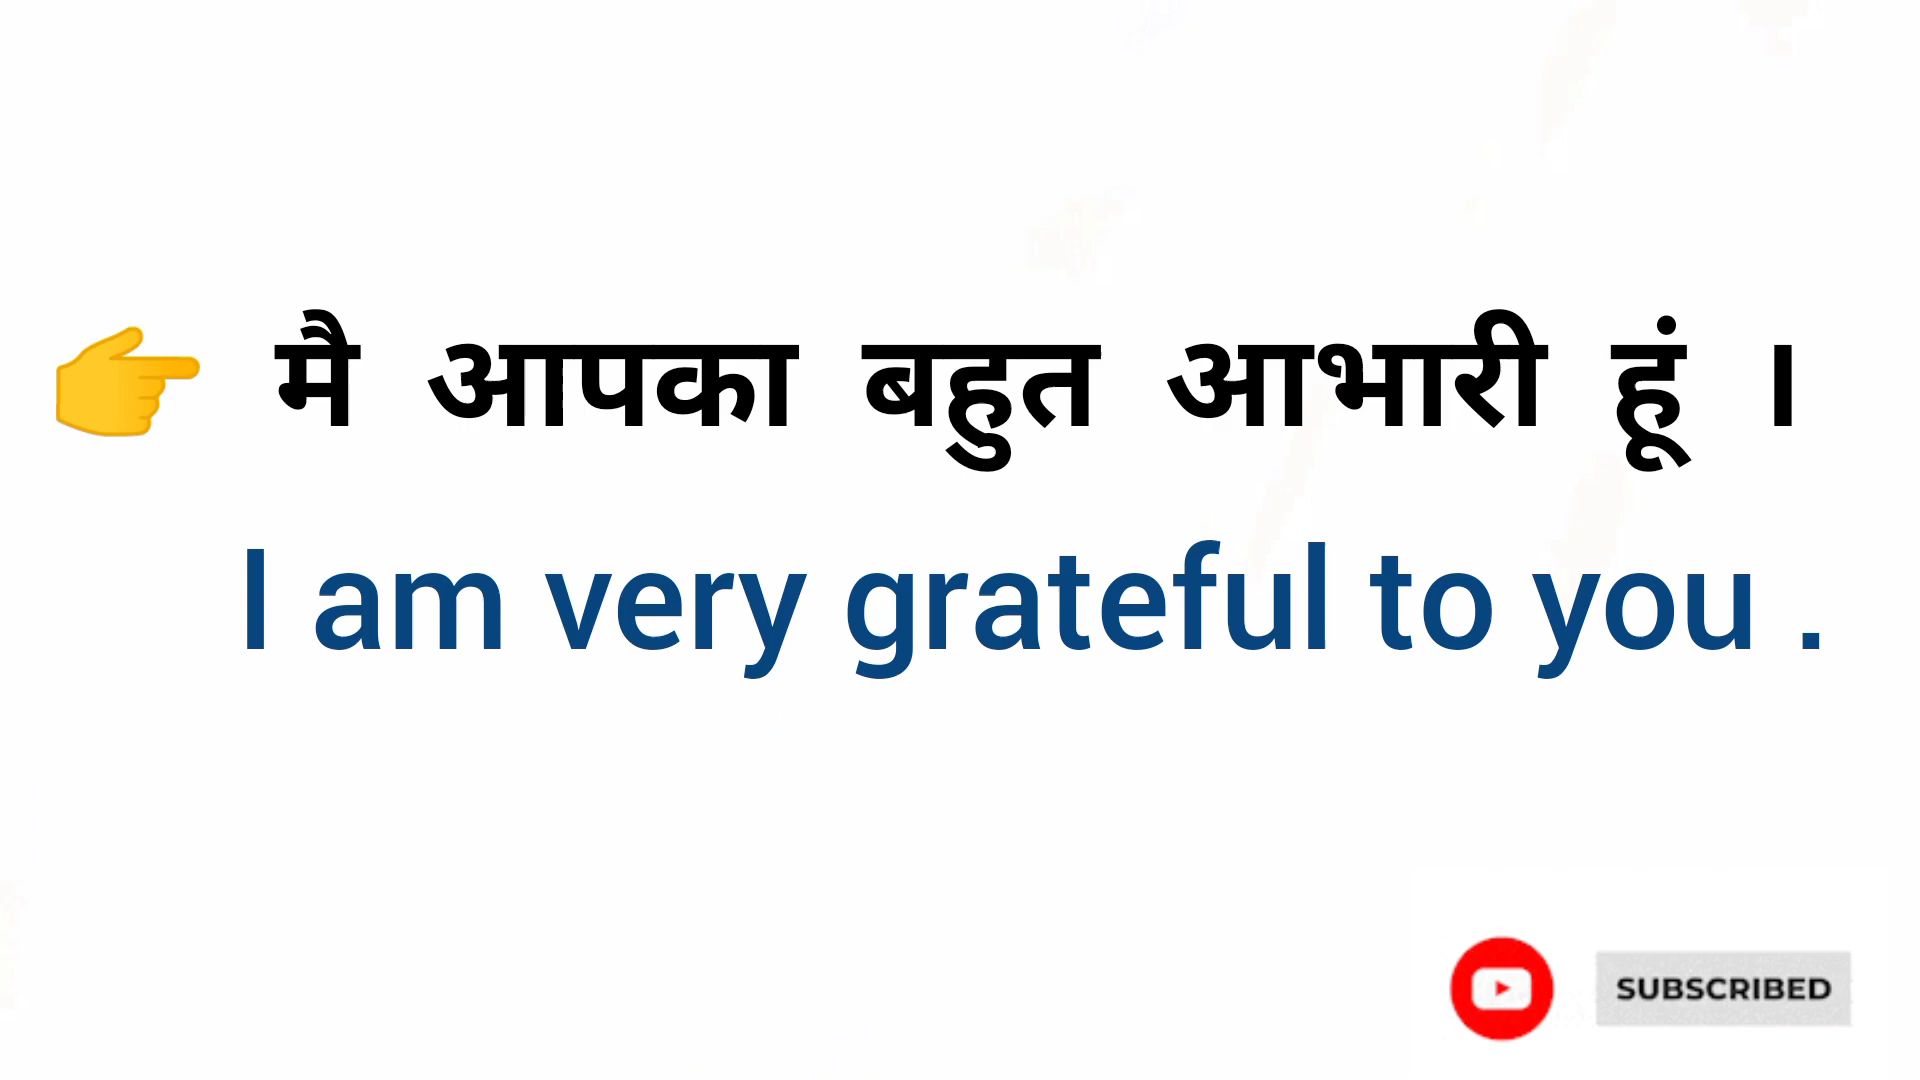 👉 मै आपका बहुत आभारी हूं ।
I am very grateful to you .
SUBSCRIBED